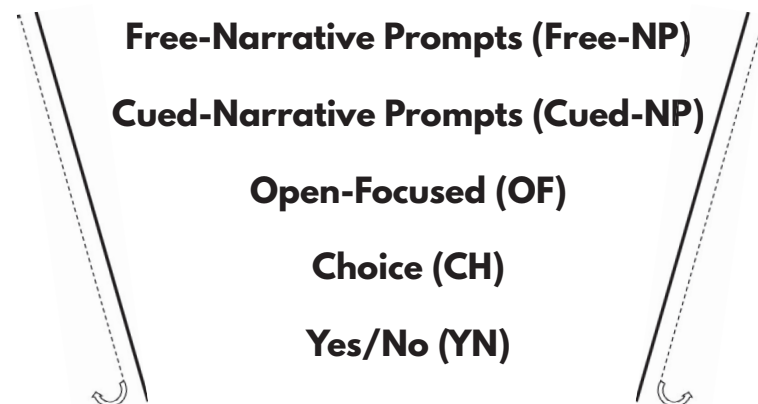 Free-Narrative Prompts (Free-NP)
Cued-Narrative Prompts (Cued-NP)
Open-Focused (OF)
Choice (CH)
Yes/No (YN)